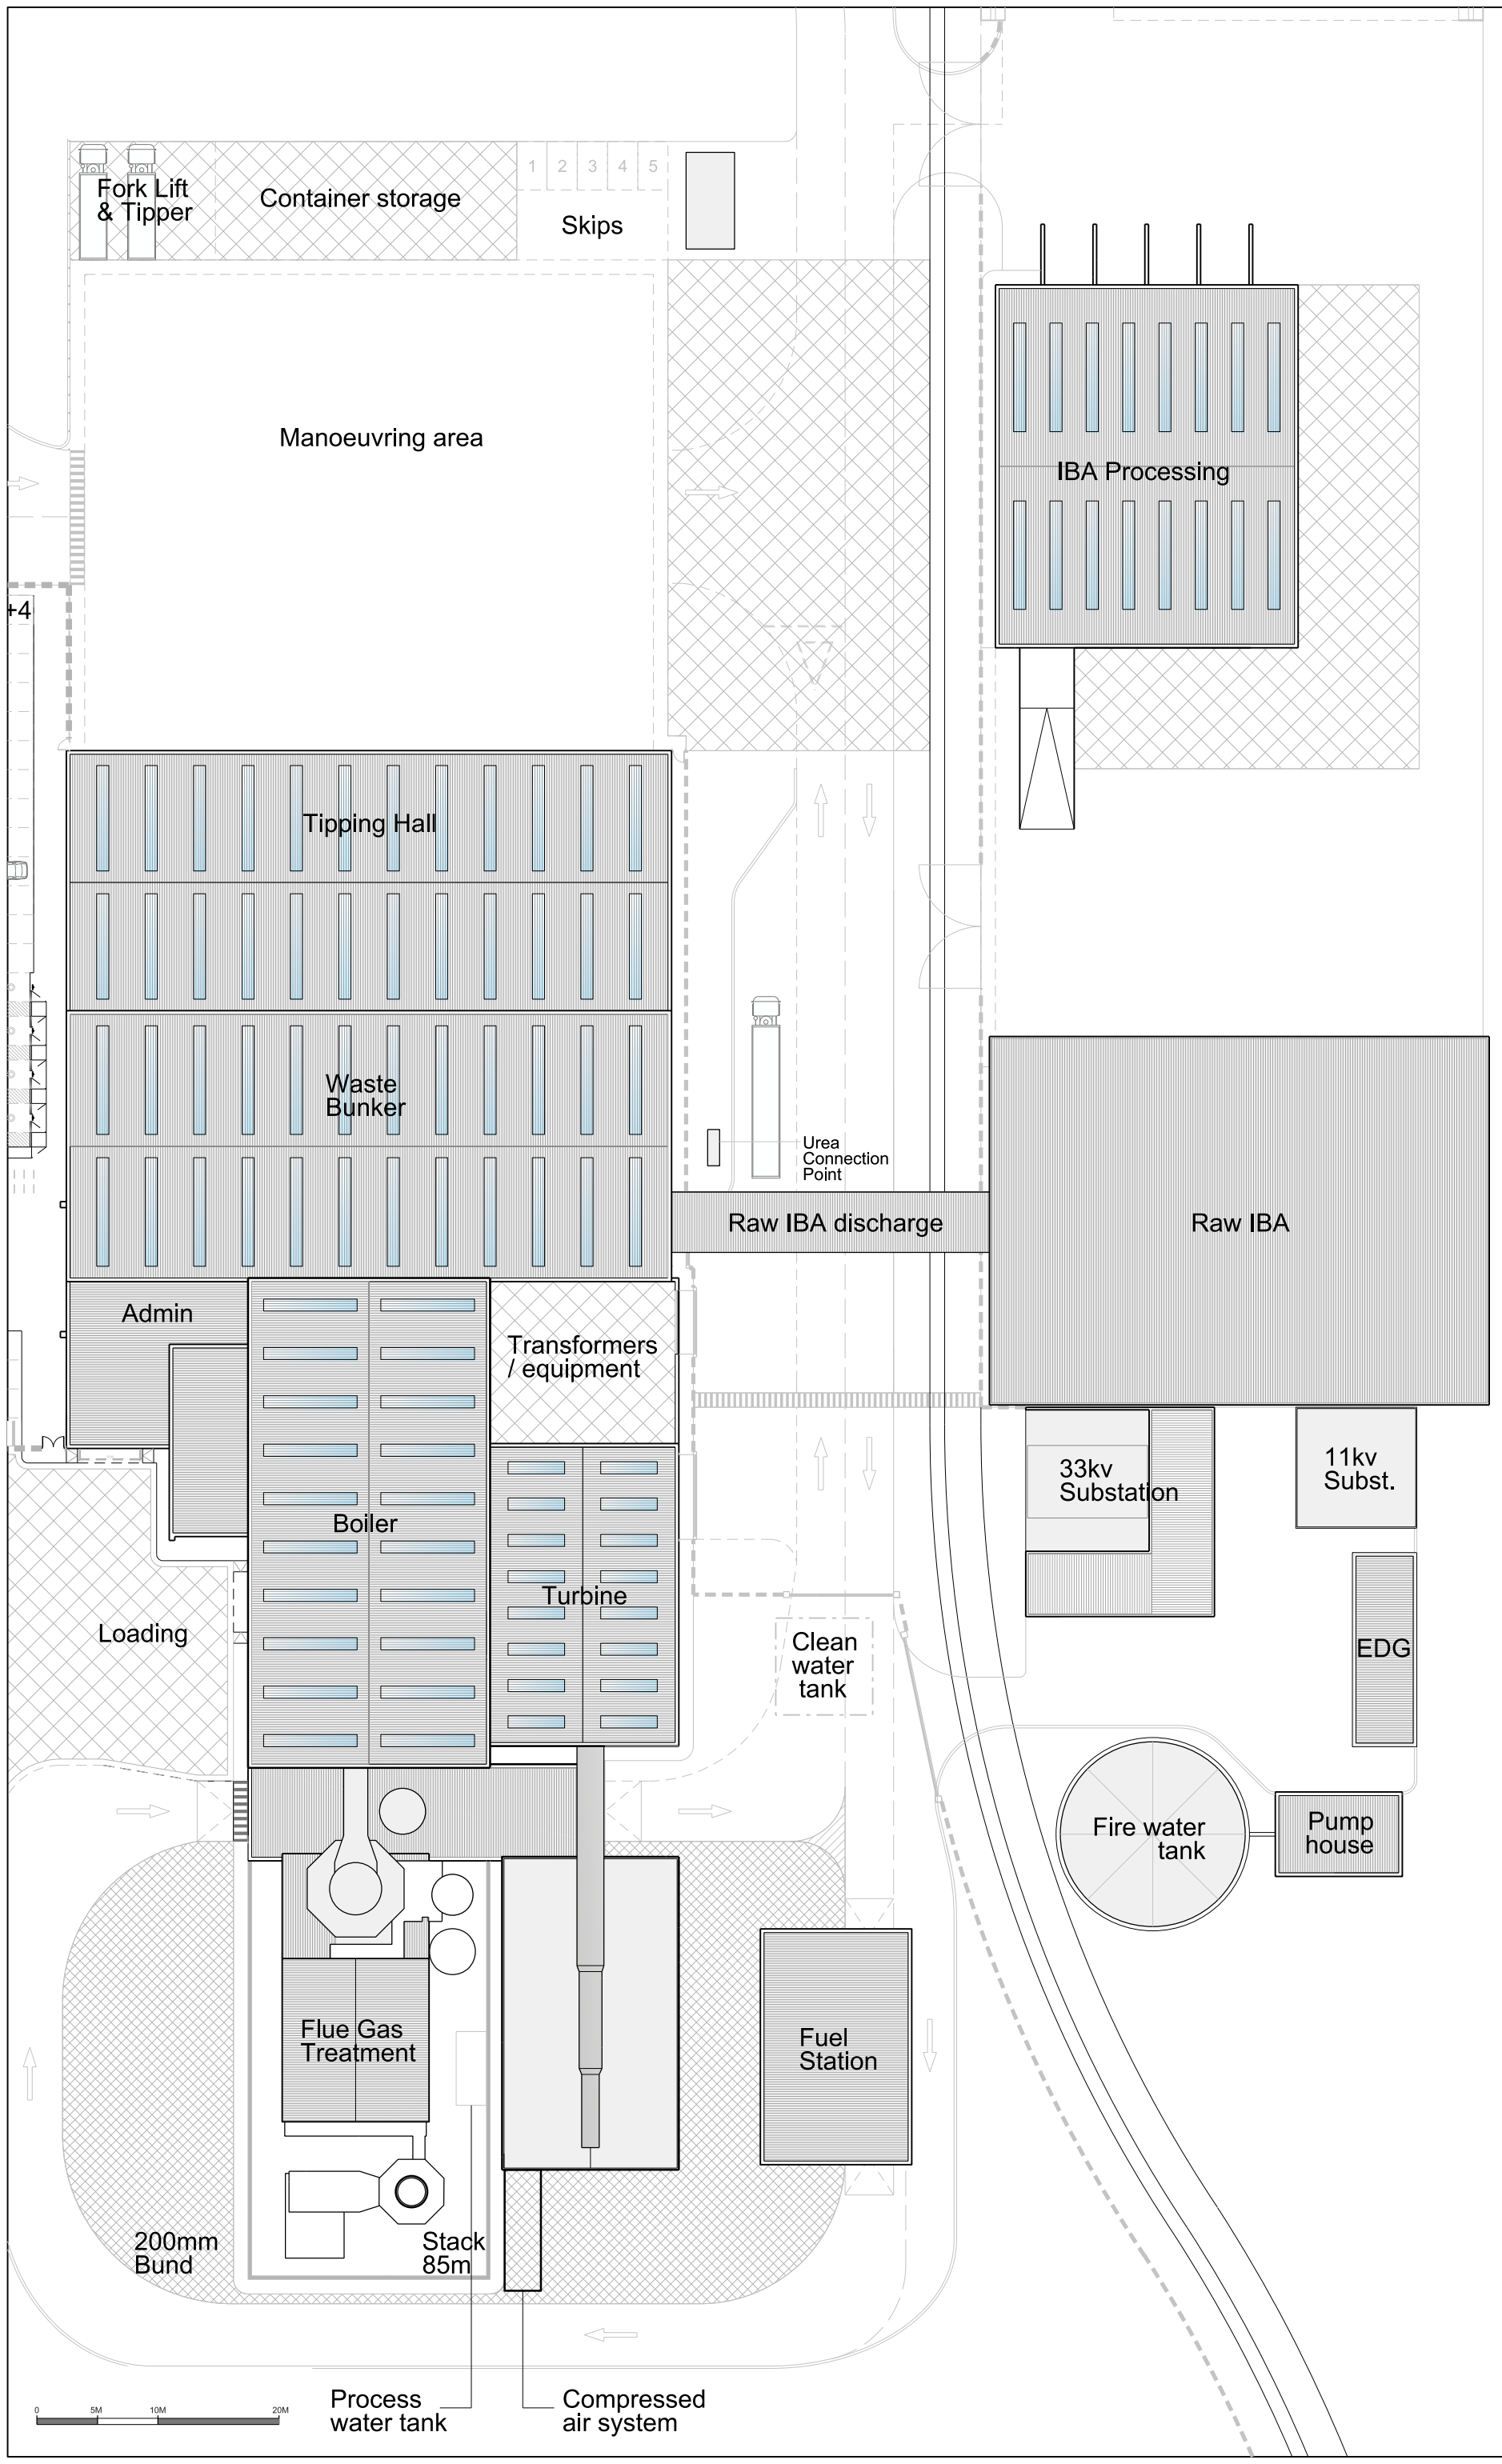 1 2 3 4 5
Fork Lift
& Tipper
Container storage
Skips
Manoeuvring area
IBA Processing
+4
Tipping Hall
Waste
Bunker
Urea
Connection
Point
Raw IBA discharge
Raw IBA
Admin
Transformers
/ equipment
33kv
Substation
11kv
Subst.
Boiler
Turbine
Loading
Clean
water
tank
EDG
Fire water
tank
Pump
house
Flue Gas
Treatment
Fuel
Station
200mm
Bund
Stack
85m
Process
water tank
Compressed
air system
0 5M 10M 20M